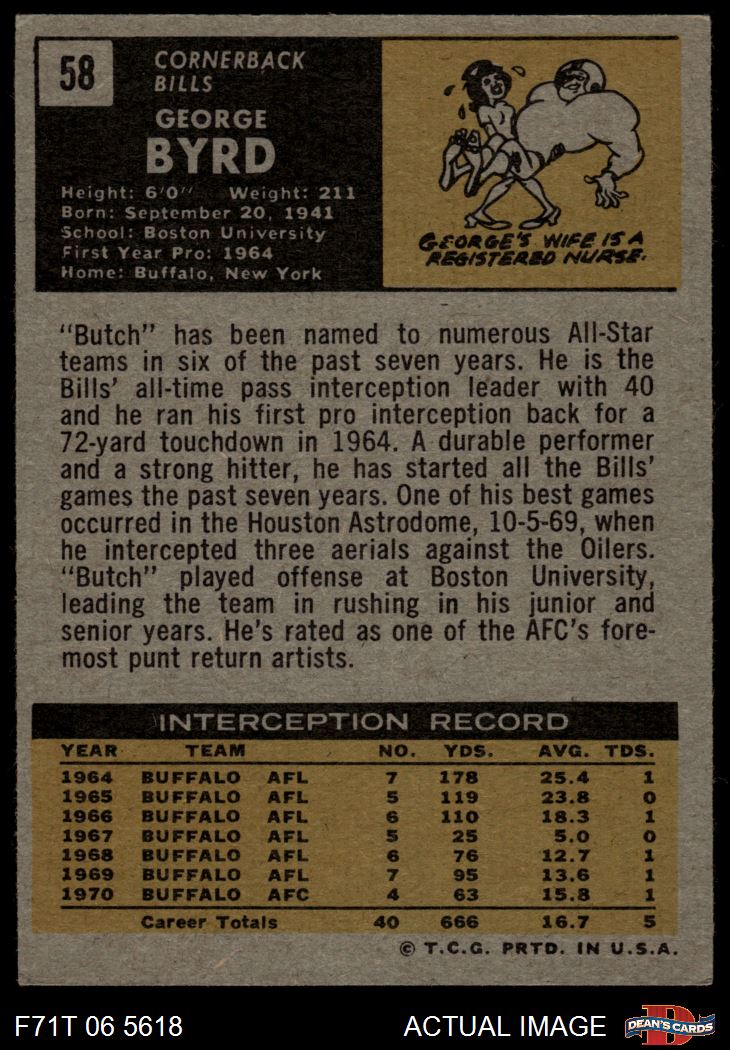 58
CORNERBACK
BILLS
GEORGE
BYRD
Height: 6'0" Weight: 211
Born: September 20, 1941
School: Boston University
First Year Pro: 1964
Home: Buffalo, New York
GEORGE'S WIFE IS A
REGISTERED NURSE.
"Butch" has been named to numerous All-Star
teams in six of the past seven years. He is the
Bills' all-time pass interception leader with 40
and he ran his first pro interception back for a
72-yard touchdown in 1964. A durable performer
and a strong hitter, he has started all the Bills'
games the past seven years. One of his best games
occurred in the Houston Astrodome, 10-5-69, when
he intercepted three aerials against the Oilers.
"Butch" played offense at Boston University,
leading the team in rushing in his junior and
senior years. He's rated as one of the AFC's fore-
most punt return artists.
INTERCEPTION RECORD
YEAR TEAM NO. YDS. AVG. TDS.
1964 BUFFALO AFL 7 178 25.4 1
1965 BUFFALO AFL 5 119 23.8 0
1966 BUFFALO AFL 6 110 18.3 1
1967 BUFFALO AFL 5 25 5.0 0
1968 BUFFALO AFL 6 76 12.7 1
1969 BUFFALO AFL 7 95 13.6 1
1970 BUFFALO AFC 4 63 15.8 1
Career Totals 40 666 16.7 5
© T.C.G. PRTD. IN U.S.A.
F71T 06 5618 ACTUAL IMAGE
D
DEAN'S CARDS